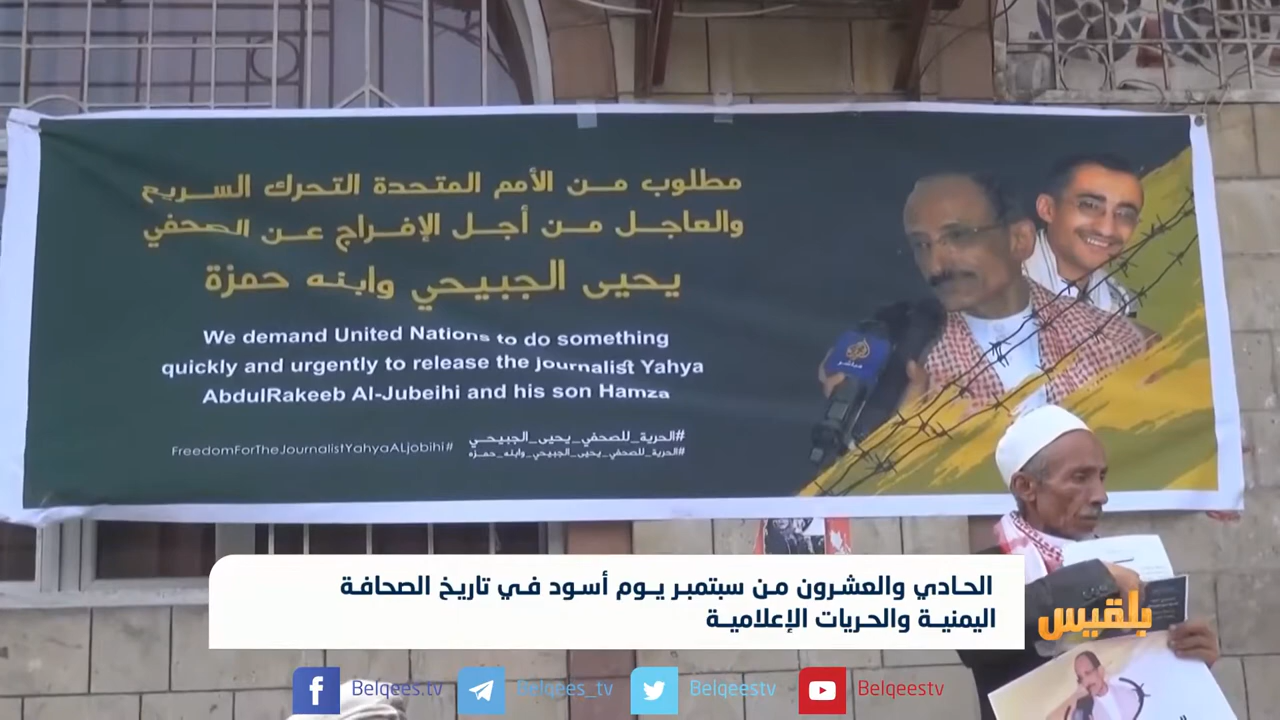 مطلوب من الأمم المتحدة التحرك السريع
والعاجل من أجل الإفراج عن الصحفي
يحيى الجبيحي وابنه حمزة
We demand United Nations to do something
quickly and urgently to release the journalist Yahya
AbdulRakeeb Al-Jubeihi and his son Hamza
#الحرية_للصحفي_يحيى_الجبيحي
FreedomForTheJournalistYahyaALjobihi#
#الحرية_للصحفي_يحيى_الجبيحي_وابنه_حمزه
مباشر
الحادي والعشرون من سبتمبر يوم أسود في تاريخ الصحافة
اليمنية والحريات الإعلامية
بلقيس
Belqees.tv
Belqees_tv
Belqeestv
Belqeestv